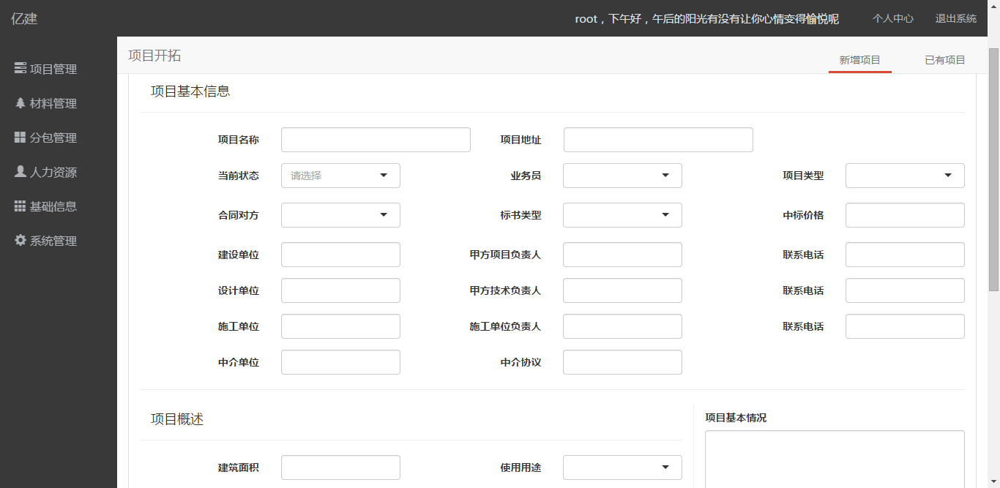 亿建
root，下午好，午后的阳光有没有让你心情变得愉悦呢 个人中心 退出系统
项目管理
材料管理
分包管理
人力资源
基础信息
系统管理
项目开拓
新增项目 已有项目
项目基本信息
项目名称 项目地址
当前状态 请选择 业务员 项目类型
合同对方 标书类型 中标价格
建设单位 甲方项目负责人 联系电话
设计单位 甲方技术负责人 联系电话
施工单位 施工单位负责人 联系电话
中介单位 中介协议
项目概述
项目基本情况
建筑面积 使用用途